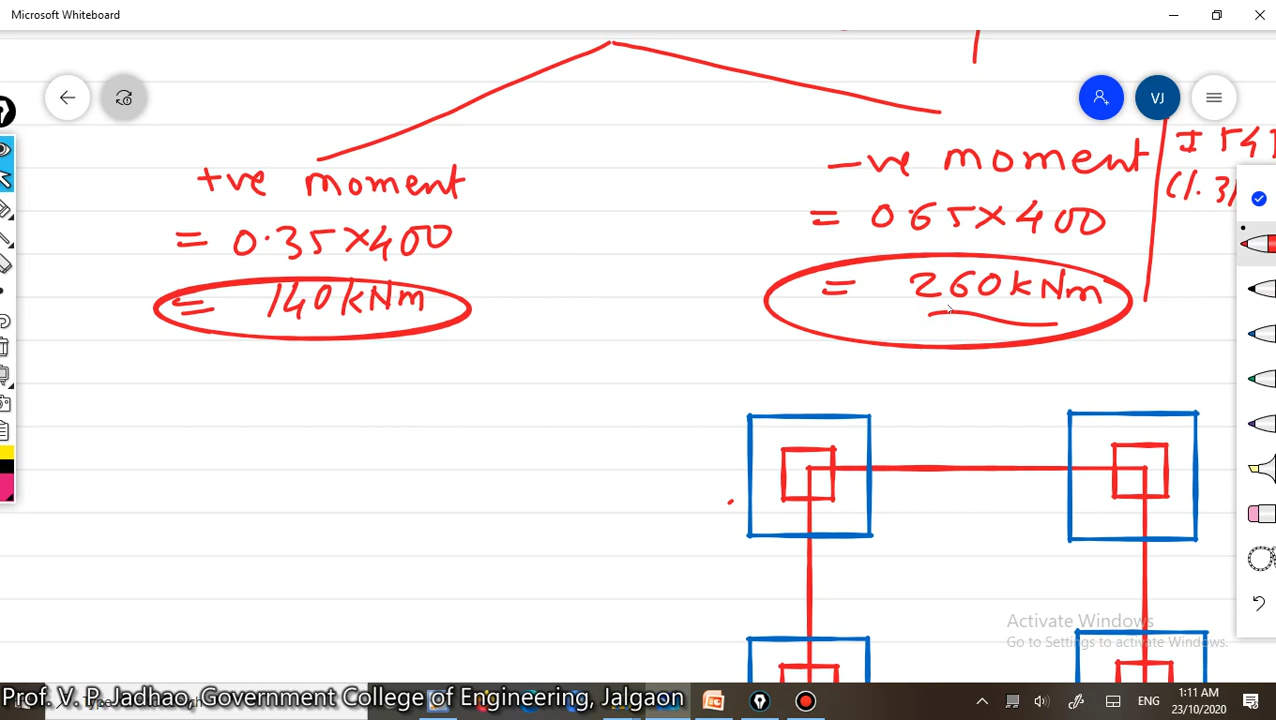 Microsoft Whiteboard
VJ
+ve moment
= 0.35×400
= 140kNm
-ve moment
= 0.65×400
= 260kNm
Activate Windows
Go to Settings to activate Windows.
Prof. V. P.Jadhao, Government College of Engineering, Jalgaon
ENG
1:11 AM
23/10/2020